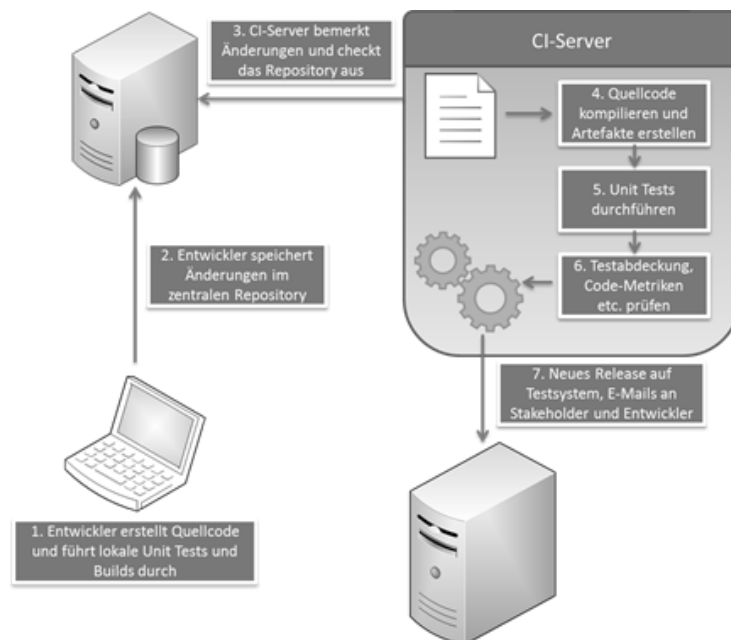 1. Entwickler erstellt Quellcode
und führt lokale Unit Tests und
Builds durch
2. Entwickler speichert
Änderungen im
zentralen Repository
3. CI-Server bemerkt
Änderungen und checkt
das Repository aus
CI-Server
4. Quellcode
kompilieren und
Artefakte erstellen
5. Unit Tests
durchführen
6. Testabdeckung,
Code-Metriken
etc. prüfen
7. Neues Release auf
Testsystem, E-Mails an
Stakeholder und Entwickler